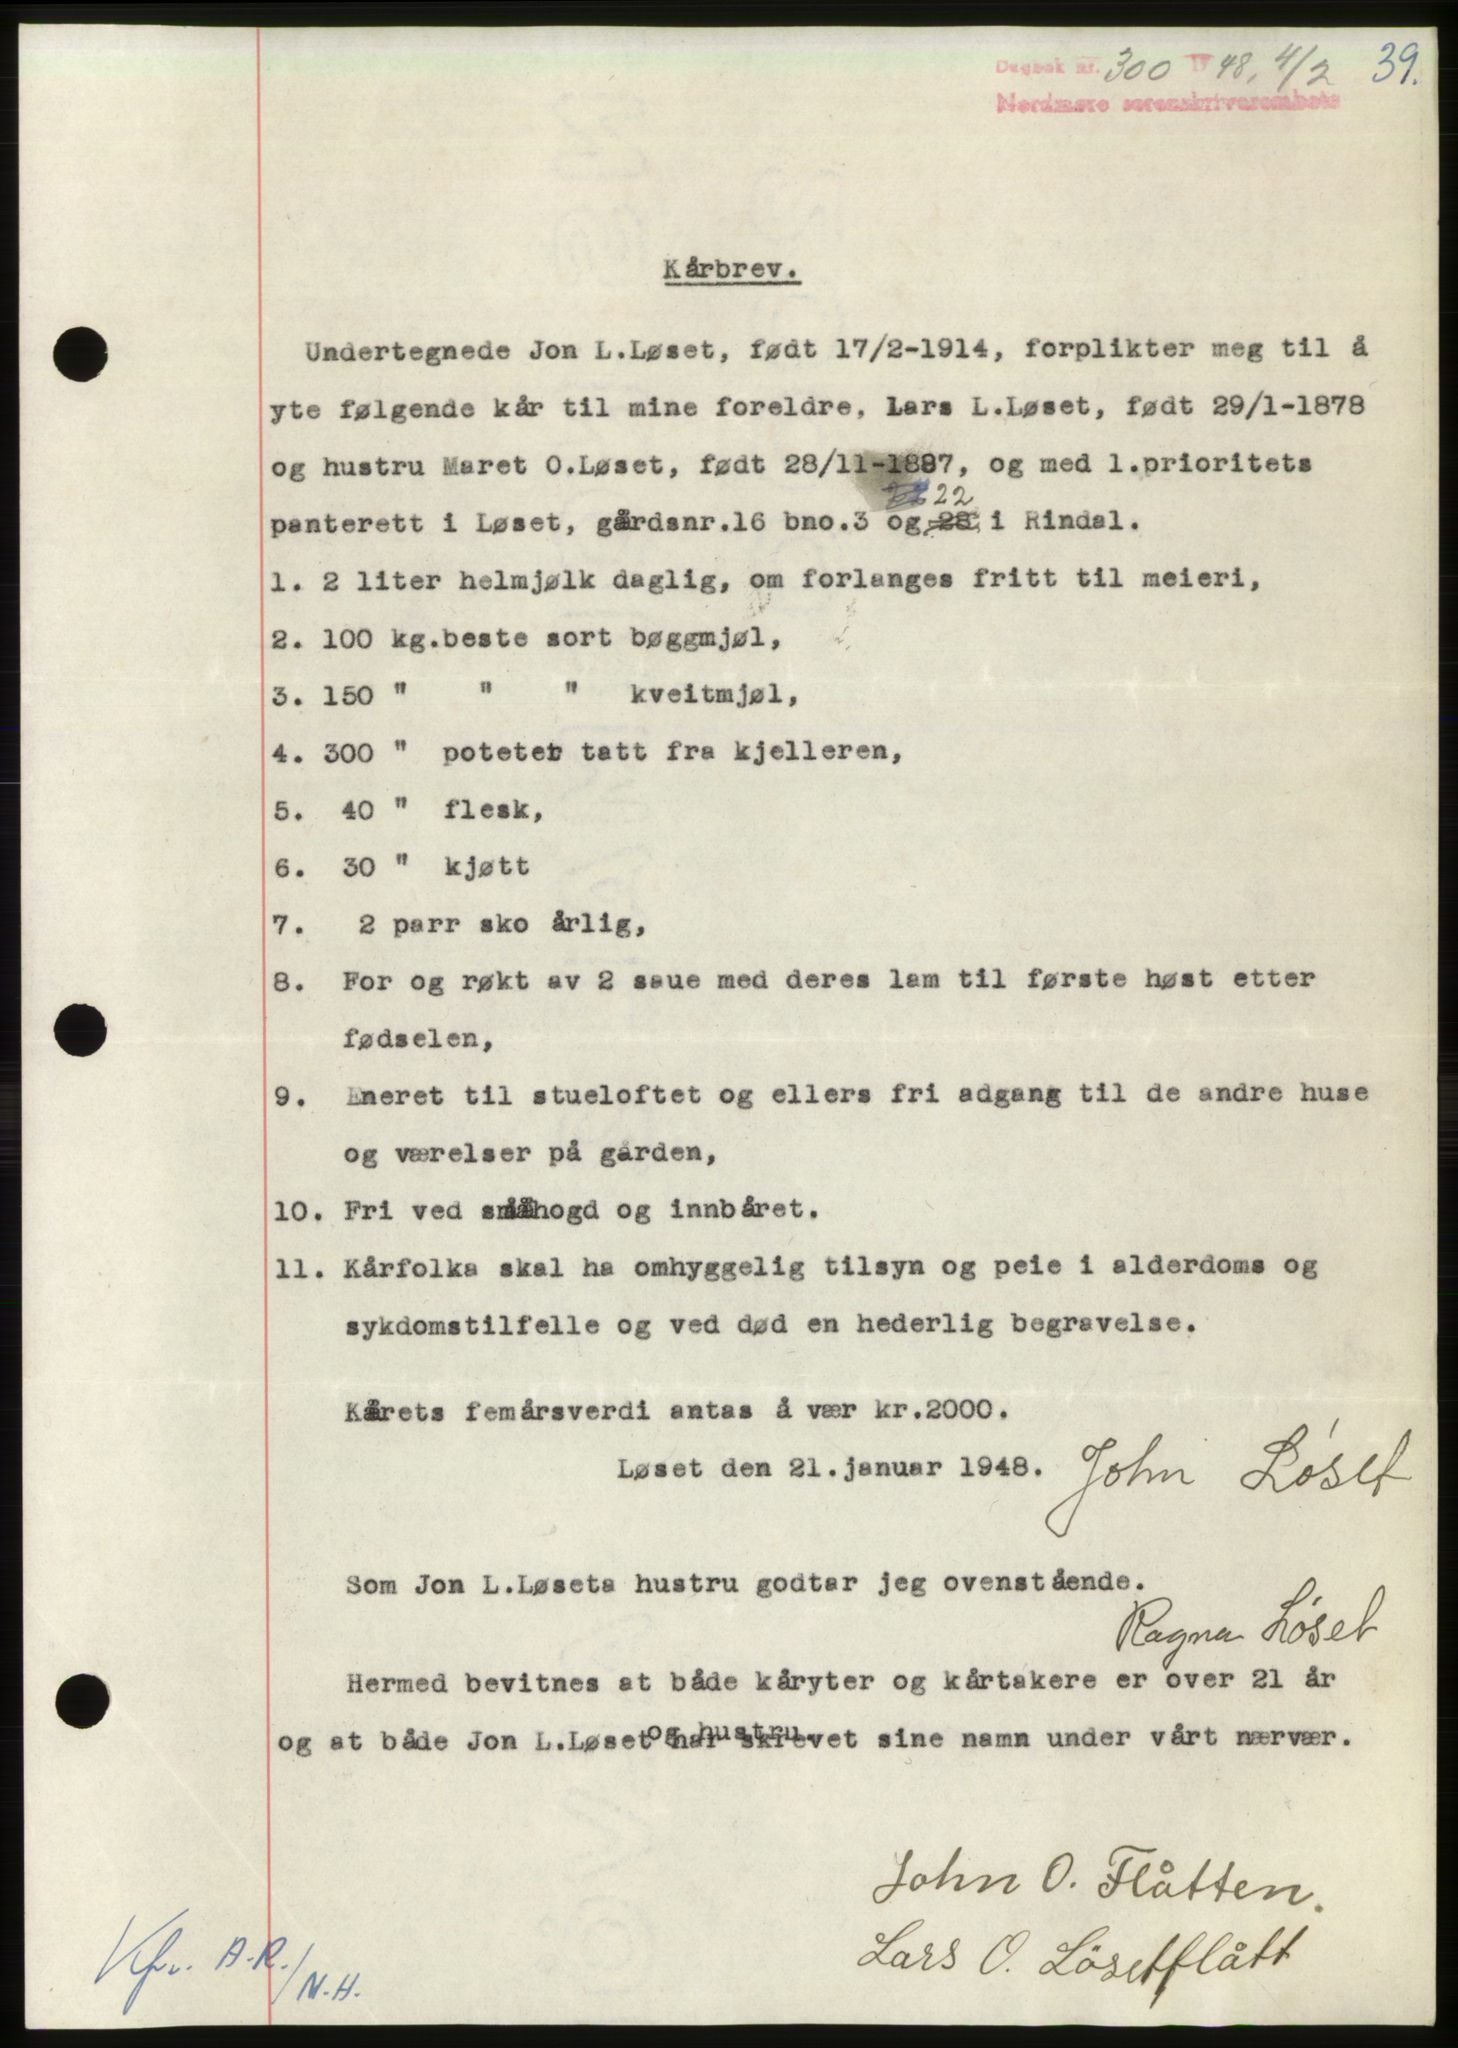 Dagbok nr. 300 1948, 4/2 39.
Nordmøre sorenskriverembete
Kårbrev.
Undertegnede Jon L.Løset, født 17/2-1914, forplikter meg til å
yte følgende kår til mine foreldre, Lars L.Løset, født 29/1-1878
og hustru Maret O.Løset, født 28/11-1887, og med 1.prioritets
22
panterett i Løset, gårdsnr.16 bno.3 og 28 i Rindal.
1. 2 liter helmjølk daglig, om forlanges fritt til meieri,
2. 100 kg.beste sort bøggmjøl,
3. 150 " " " kveitmjøl,
4. 300 " poteter tatt fra kjelleren,
5. 40 " flesk,
6. 30 " kjøtt
7. 2 parr sko årlig,
8. For og røkt av 2 saue med deres lam til første høst etter
fødselen,
9. Eneret til stueloftet og ellers fri adgang til de andre huse
og værelser på garden,
10. Fri ved småhogd og innbåret.
11. Kårfolka skal ha omhyggelig tilsyn og peie i alderdoms og
sykdomstilfelle og ved død en hederlig begravelse.
Kårets femårsverdi antas å vær kr.2000.
Løset den 21.januar 1948. John Löset
Som Jon L.Løsets hustru godtar jeg ovenstående.
Ragna Löset
Hermed bevitnes at både kåryter og kårtakere er over 21 år
og hustru
og at både Jon L.Løset har skrevet sine namn under vårt nærvær.
John O. Flåtten.
Lars O. Lösetflått
Kfr. A.R./N.H.